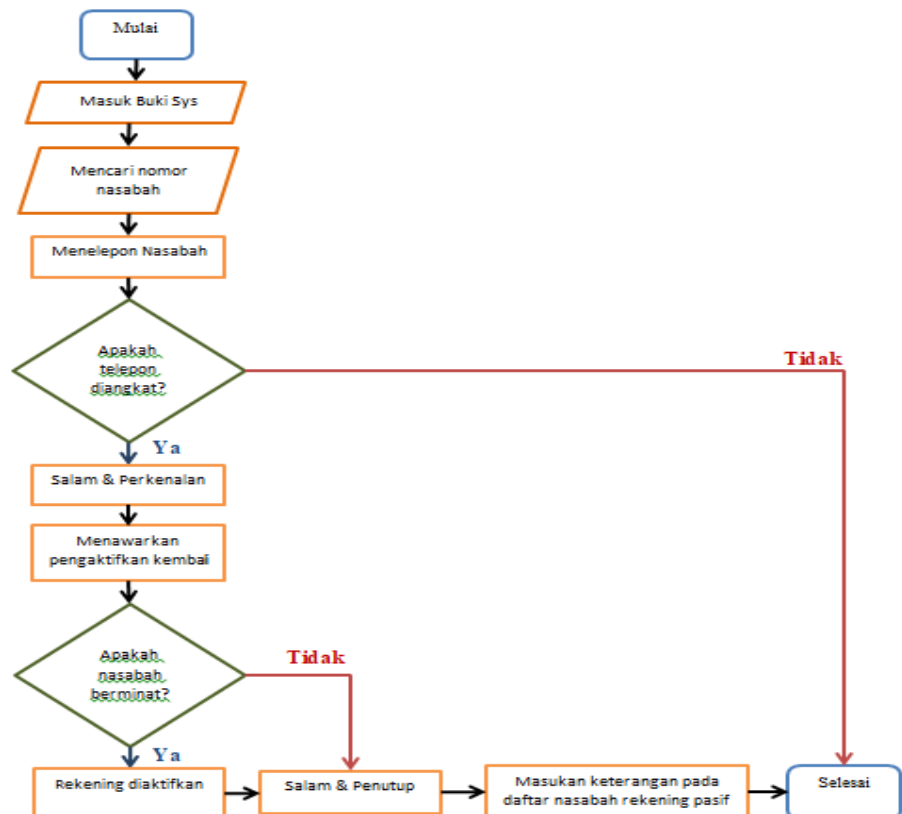 Mulai
Masuk Buki Sys
Mencari nomor
nasabah
Menelepon Nasabah
Apakah
telepon
diangkat?
Tidak
Ya
Salam & Perkenalan
Menawarkan
pengaktifkan kembali
Apakah
nasabah
berminat?
Tidak
Ya
Rekening diaktifkan
Salam & Penutup
Masukan keterangan pada
daftar nasabah rekening pasif
Selesai